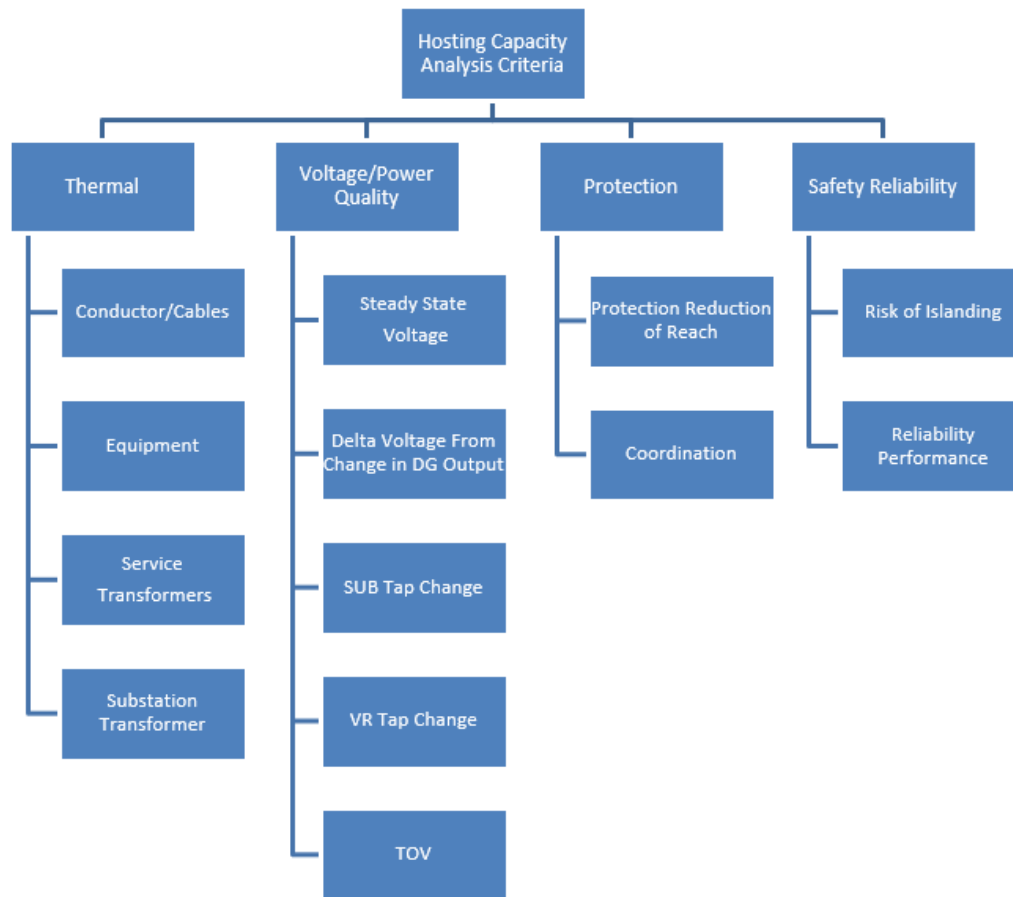 Hosting Capacity
Analysis Criteria
Thermal
Conductor/Cables
Equipment
Service
Transformers
Substation
Transformer
Voltage/Power
Quality
Steady State
Voltage
Delta Voltage From
Change in DG Output
SUB Tap Change
VR Tap Change
TOV
Protection
Protection Reduction
of Reach
Coordination
Safety Reliability
Risk of Islanding
Reliability
Performance